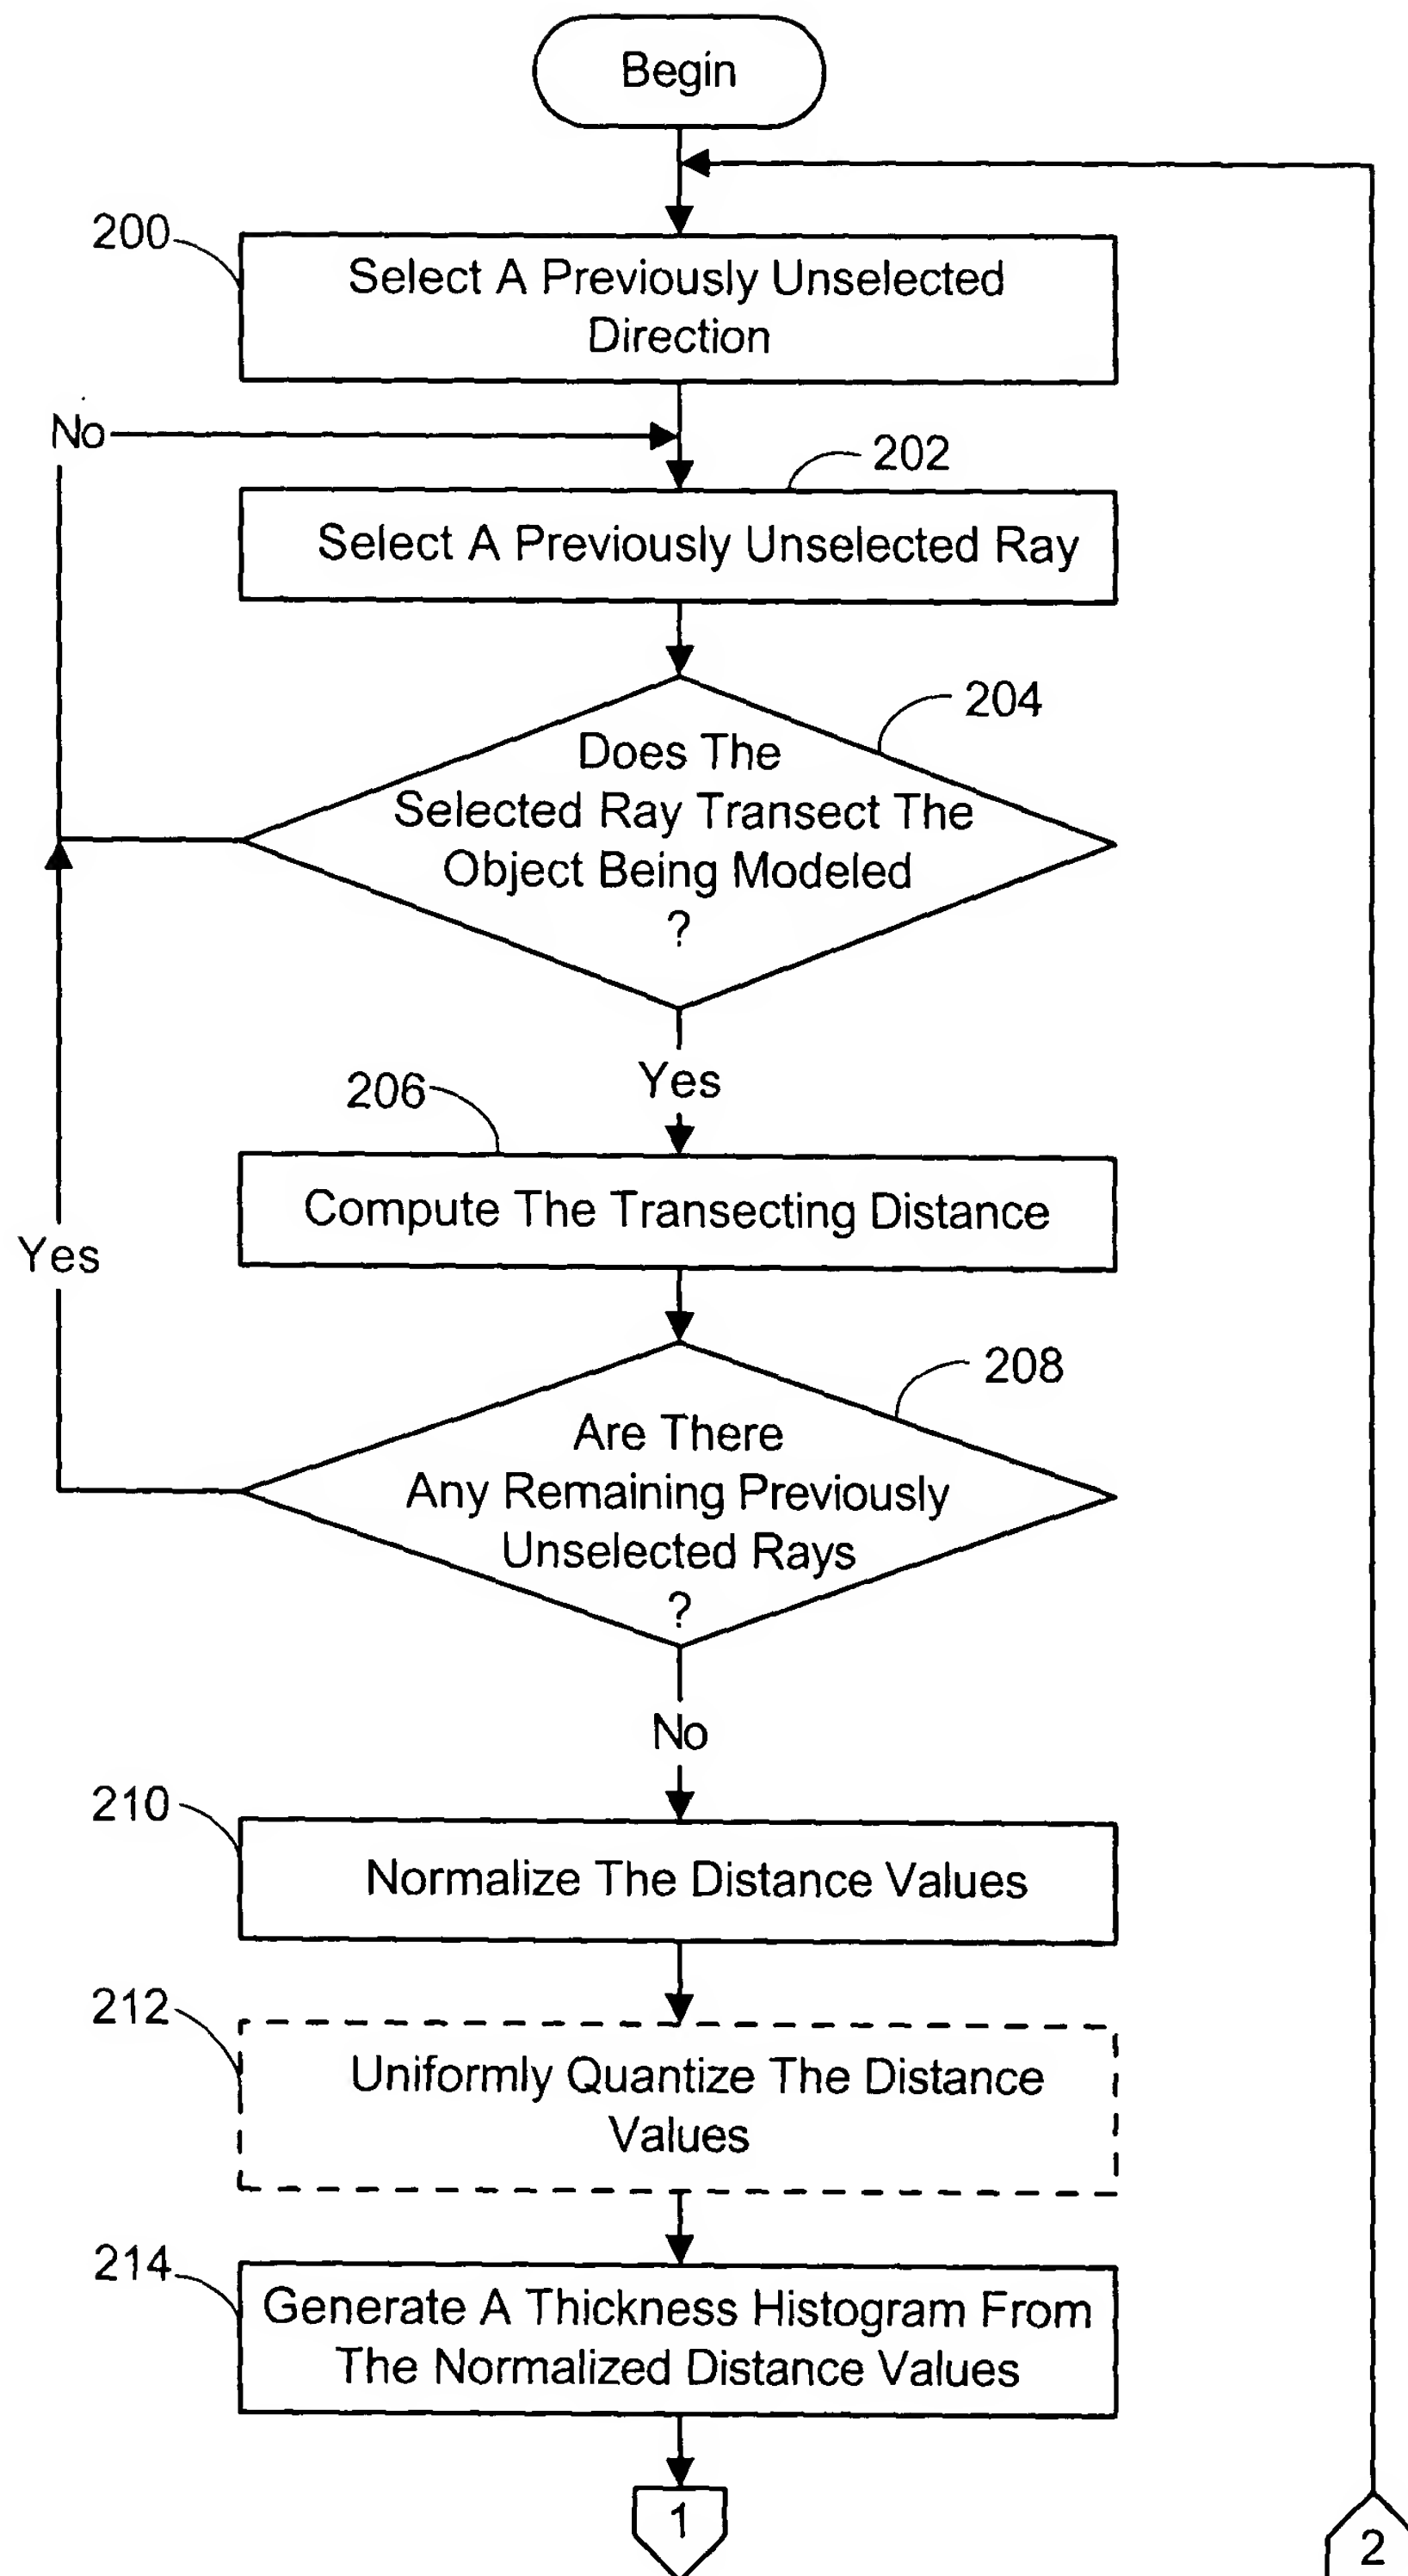 Begin
200
Select A Previously Unselected
Direction
No
202
Select A Previously Unselected Ray
204
Does The
Selected Ray Transect The
Object Being Modeled
?
Yes
206
Compute The Transecting Distance
Yes
208
Are There
Any Remaining Previously
Unselected Rays
?
No
210
Normalize The Distance Values
212
Uniformly Quantize The Distance
Values
214
Generate A Thickness Histogram From
The Normalized Distance Values
1
2